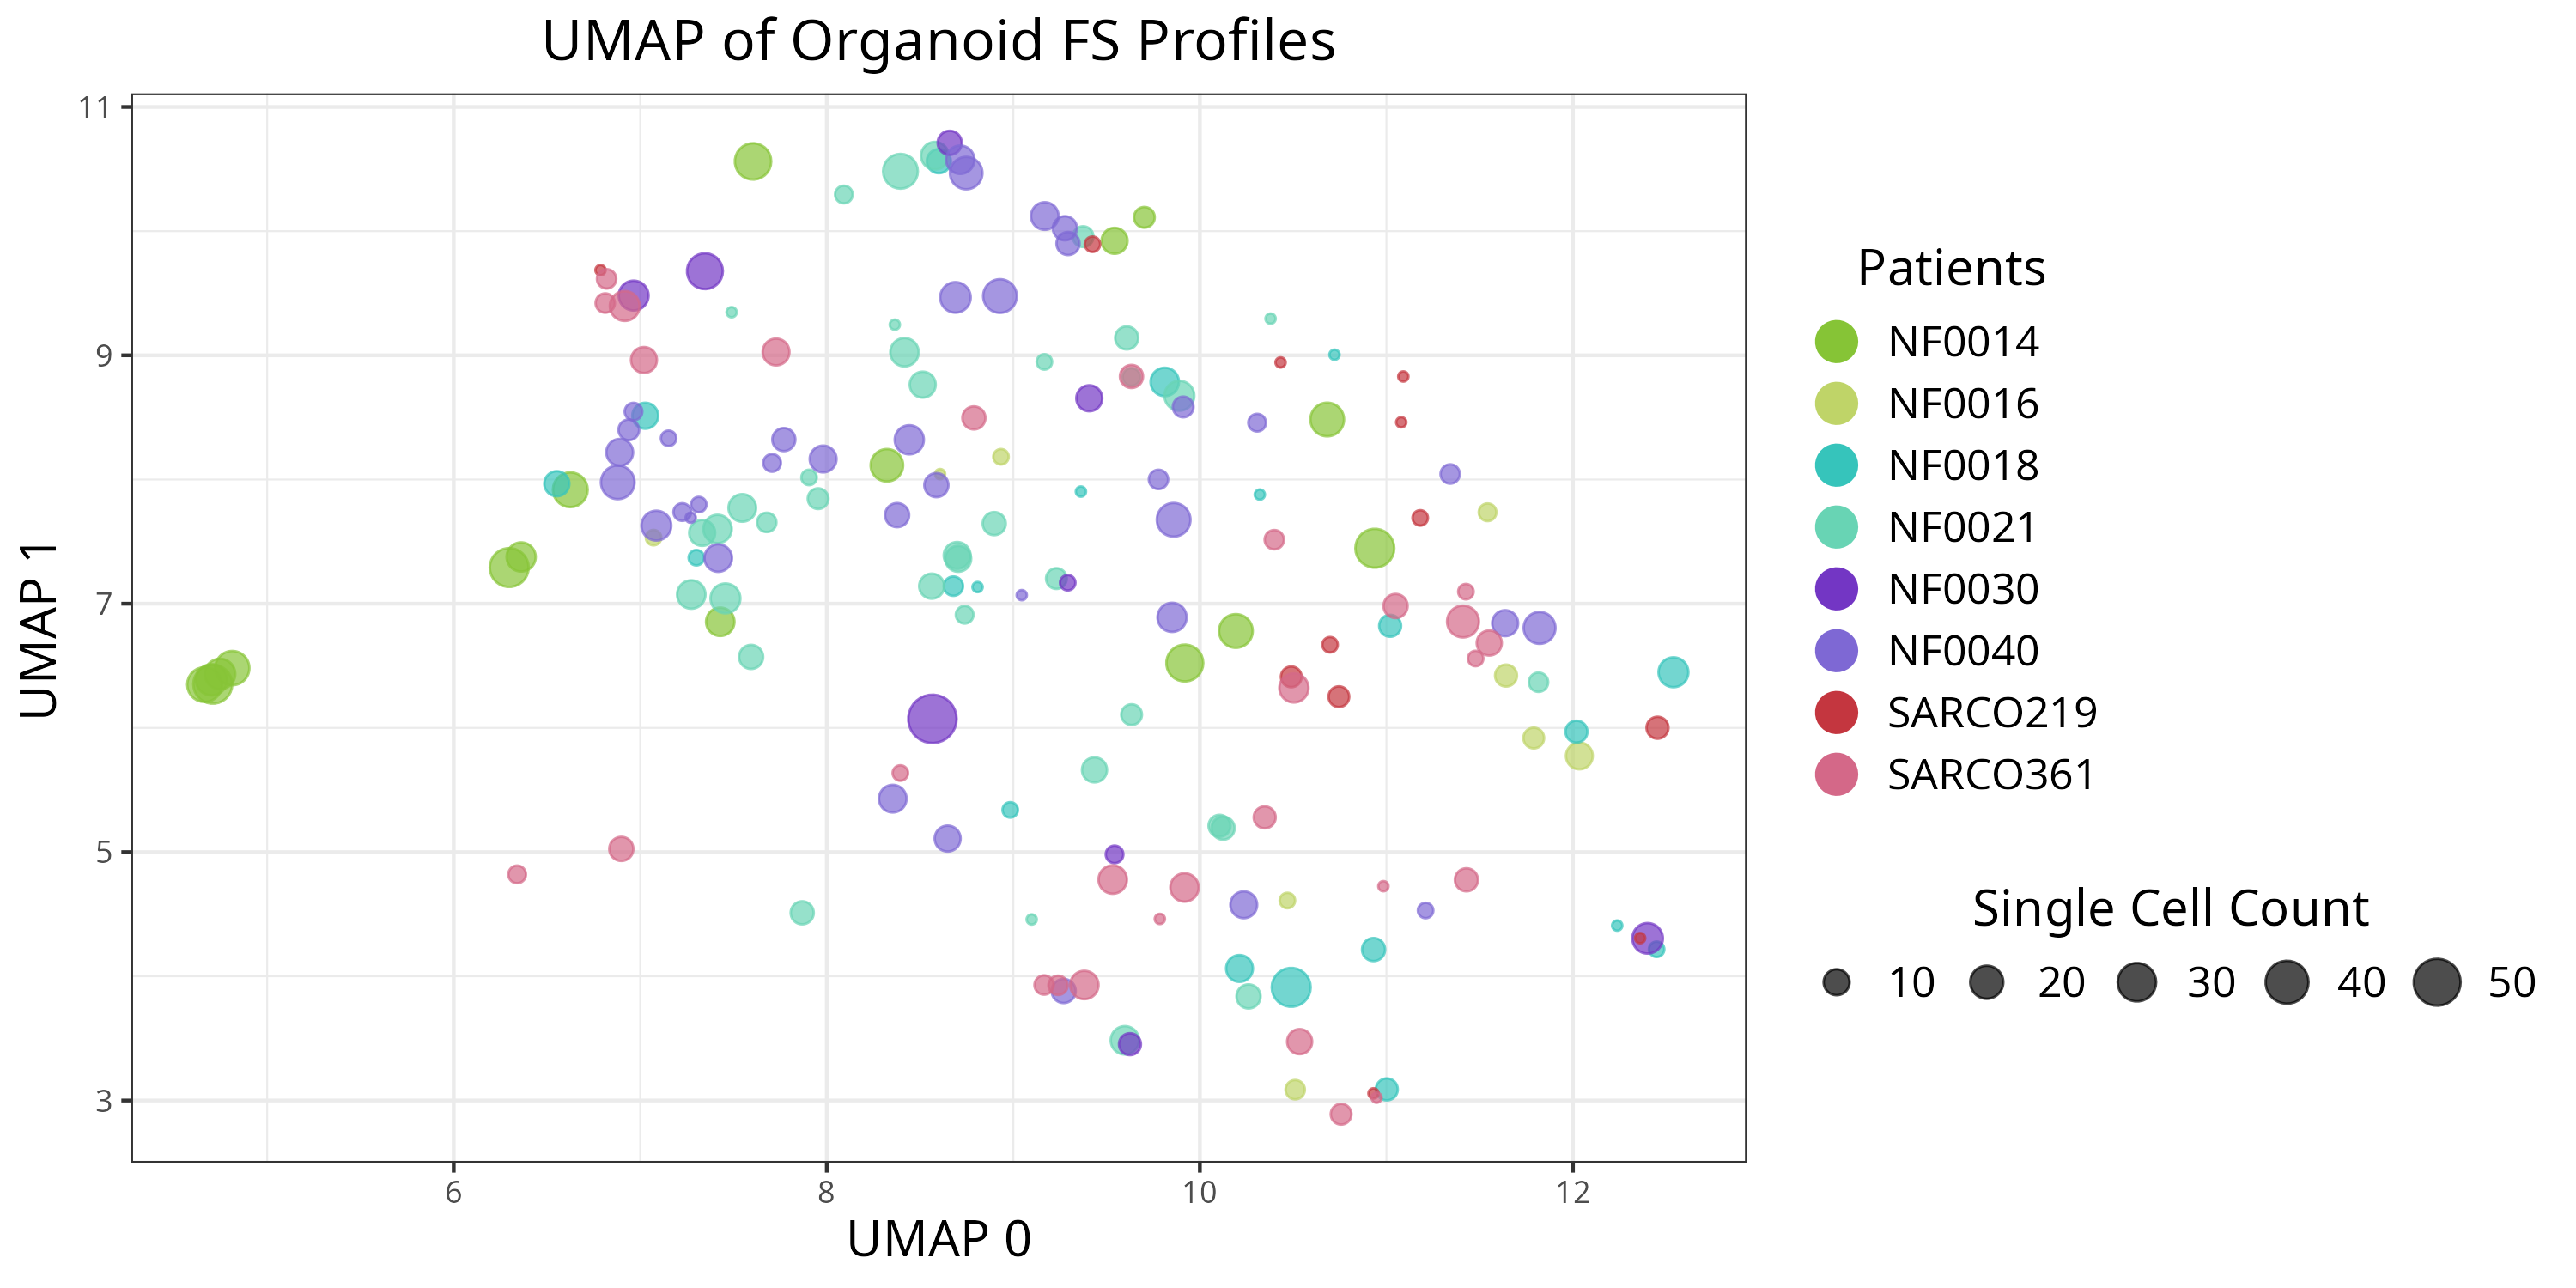 UMAP of Organoid FS Profiles
11
9
7
5
3
UMAP 1
6 8 10 12
UMAP 0
Patients
NF0014
NF0016
NF0018
NF0021
NF0030
NF0040
SARCO219
SARCO361
Single Cell Count
10 20 30 40 50